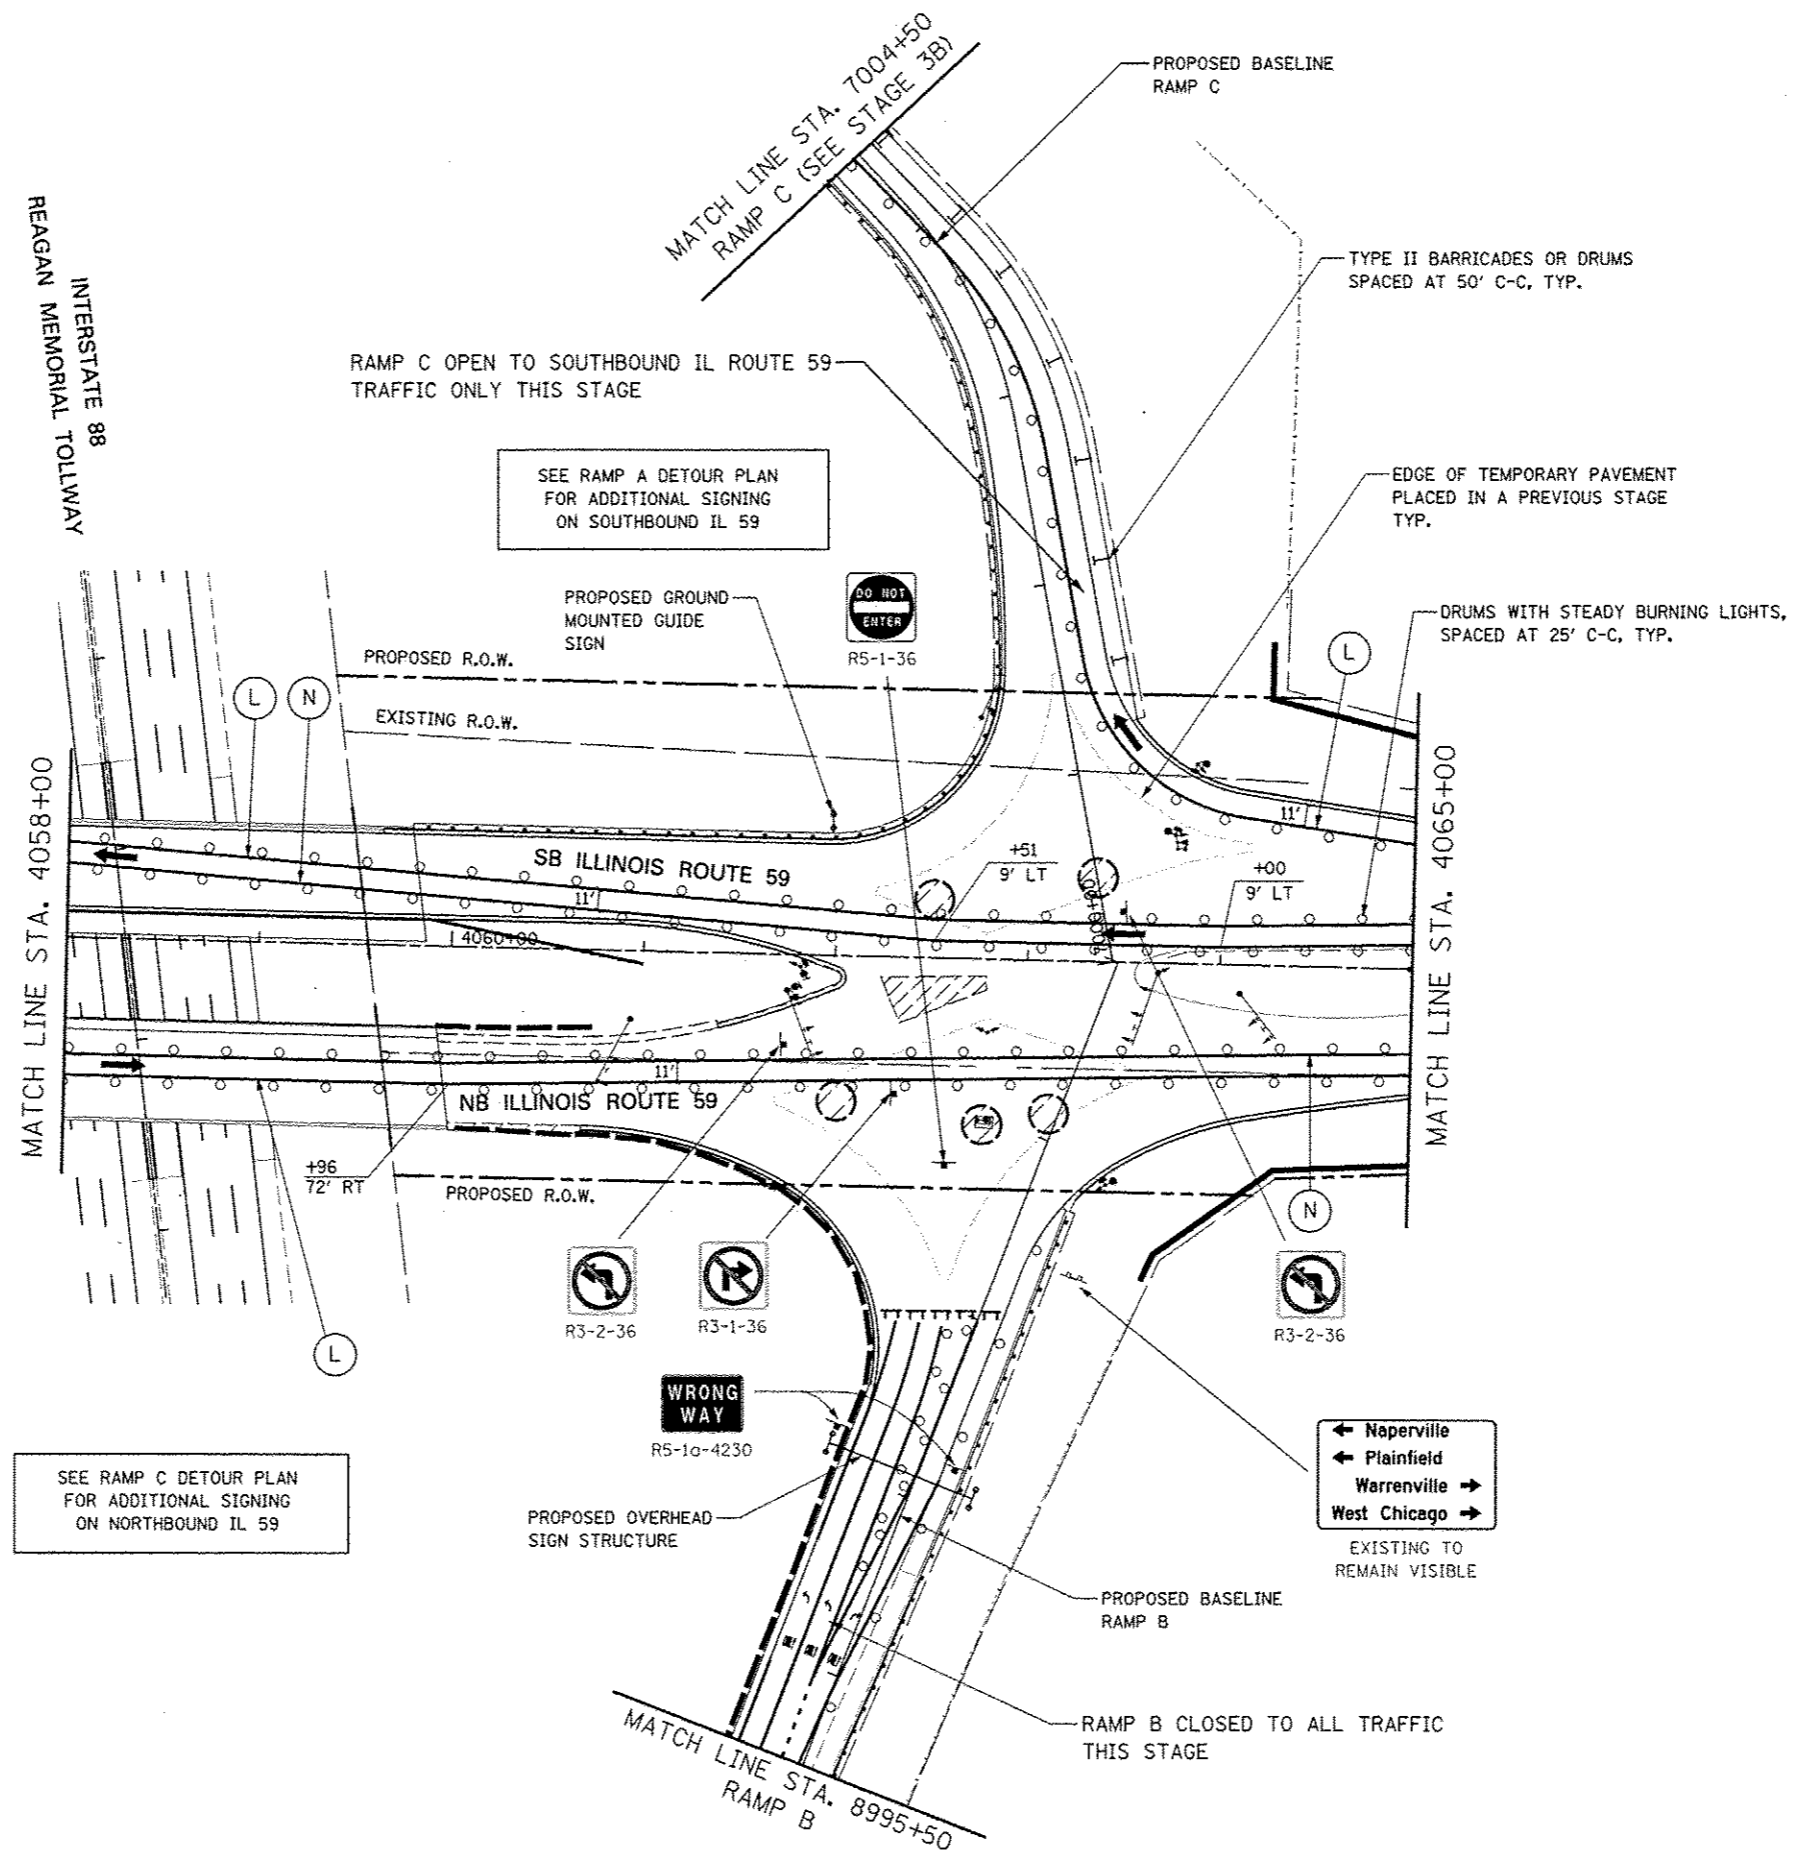 MATCH LINE STA. 7004+50
RAMP C (SEE STAGE 3B)
PROPOSED BASELINE
RAMP C
INTERSTATE 88
REAGAN MEMORIAL TOLLWAY
TYPE II BARRICADES OR DRUMS
SPACED AT 50' C-C, TYP.
RAMP C OPEN TO SOUTHBOUND IL ROUTE 59
TRAFFIC ONLY THIS STAGE
SEE RAMP A DETOUR PLAN
FOR ADDITIONAL SIGNING
ON SOUTHBOUND IL 59
EDGE OF TEMPORARY PAVEMENT
PLACED IN A PREVIOUS STAGE
TYP.
PROPOSED GROUND
MOUNTED GUIDE
SIGN
DO NOT
ENTER
R5-1-36
DRUMS WITH STEADY BURNING LIGHTS,
SPACED AT 25' C-C, TYP.
L
PROPOSED R.O.W.
L
N
EXISTING R.O.W.
MATCH LINE STA. 4058+00
MATCH LINE STA. 4065+00
11'
SB ILLINOIS ROUTE 59
+51
9' LT
+00
9' LT
11'
4060+00
11'
NB ILLINOIS ROUTE 59
+96
72' RT
PROPOSED R.O.W.
N
L
R3-2-36
R3-1-36
R3-2-36
WRONG
WAY
R5-1a-4230
SEE RAMP C DETOUR PLAN
FOR ADDITIONAL SIGNING
ON NORTHBOUND IL 59
PROPOSED OVERHEAD
SIGN STRUCTURE
← Naperville
← Plainfield
Warrenville →
West Chicago →
EXISTING TO
REMAIN VISIBLE
PROPOSED BASELINE
RAMP B
RAMP B CLOSED TO ALL TRAFFIC
THIS STAGE
MATCH LINE STA. 8995+50
RAMP B